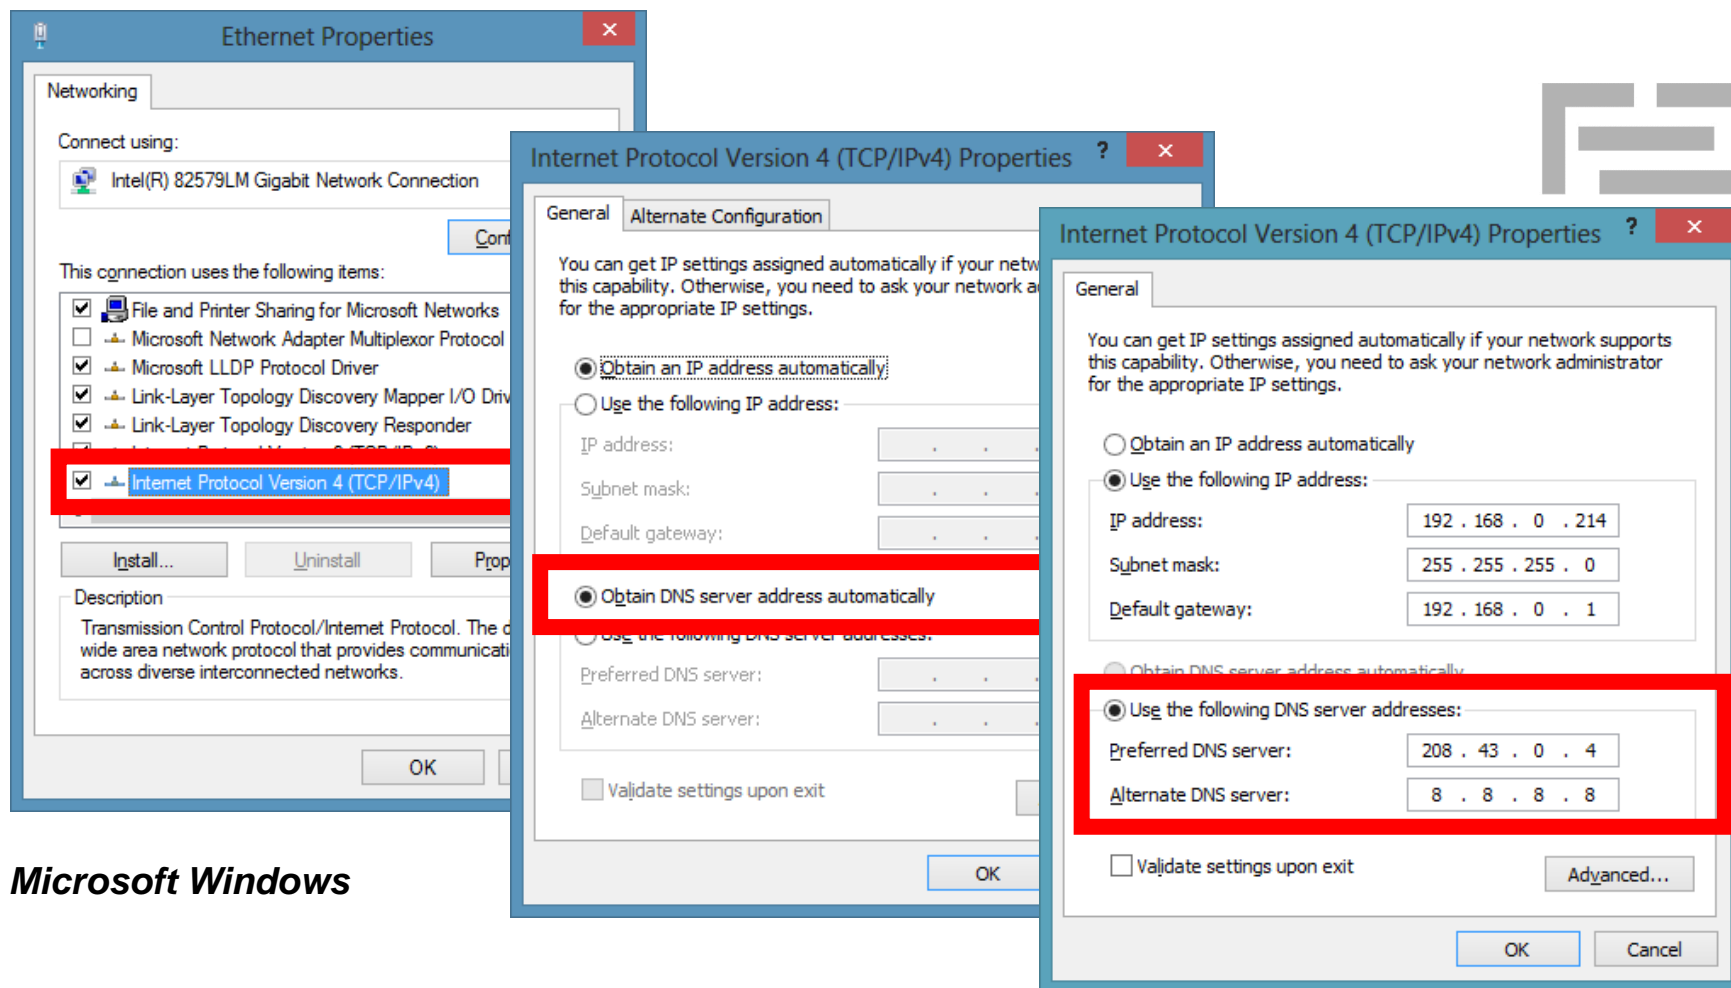 Ethernet Properties
Networking
Connect using:
Intel(R) 82579LM Gigabit Network Connection
This connection uses the following items:
File and Printer Sharing for Microsoft Networks
Microsoft Network Adapter Multiplexor Protocol
Microsoft LLDP Protocol Driver
Link-Layer Topology Discovery Mapper I/O Driv
Link-Layer Topology Discovery Responder
Internet Protocol Version 4 (TCP/IPv4)
Install...
Uninstall
Prop
Description
Transmission Control Protocol/Internet Protocol. The
wide area network protocol that provides communicati
across diverse interconnected networks.
OK
Internet Protocol Version 4 (TCP/IPv4) Properties ?
General
Alternate Configuration
You can get IP settings assigned automatically if your netw
this capability. Otherwise, you need to ask your network a
for the appropriate IP settings.
Obtain an IP address automatically
Use the following IP address:
IP address:
Subnet mask:
Default gateway:
Obtain DNS server address automatically
Use the following DNS server addresses:
Preferred DNS server:
Alternate DNS server:
Validate settings upon exit
OK
Internet Protocol Version 4 (TCP/IPv4) Properties ?
General
You can get IP settings assigned automatically if your network supports
this capability. Otherwise, you need to ask your network administrator
for the appropriate IP settings.
Obtain an IP address automatically
Use the following IP address:
IP address: 192 . 168 . 0 . 214
Subnet mask: 255 . 255 . 255 . 0
Default gateway: 192 . 168 . 0 . 1
Obtain DNS server address automatically
Use the following DNS server addresses:
Preferred DNS server: 208 . 43 . 0 . 4
Alternate DNS server: 8 . 8 . 8 . 8
Validate settings upon exit
Advanced...
OK
Cancel
Microsoft Windows